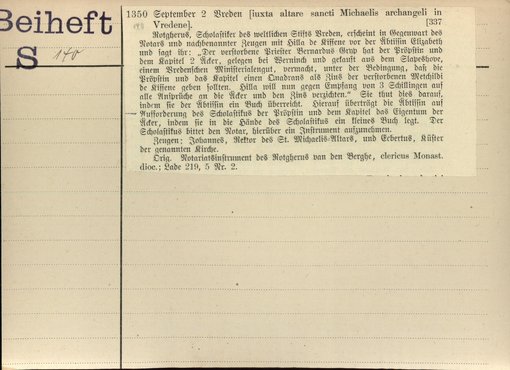 Beiheft
S 140
1350 September 2 Vreden [iuxta altare sancti Michaelis archangeli in
Vredene]. [337
Rotgherus, Scholastiker des weltlichen Stifts Vreden, erscheint in Gegenwart des
Notars und nachbenannter Zeugen mit Hilla de Kissene vor der Äbtissin Elizabeth
und sagt ihr: „Der verstorbene Priester Bernardus Gryp hat der Pröpstin und
dem Kapitel 2 Äcker, gelegen bei Werninch und gekauft aus dem Slapeshove,
einem Vredenschen Ministerialengut, vermacht, unter der Bedingung, daß die
Pröpstin und das Kapitel einen Quadrans als Zins der verstorbenen Metchildi
de Kissene geben sollten. Hilla will nun gegen Empfang von 3 Schillingen auf
alle Ansprüche an die Äcker und den Zins verzichten.“ Sie thut dies darauf,
indem sie der Äbtissin ein Buch überreicht. Hierauf überträgt die Äbtissin auf
Aufforderung des Scholastikus der Pröpstin und dem Kapitel das Eigentum der
Äcker, indem sie in die Hände des Scholastikus ein kleines Buch legt. Der
Scholastikus bittet den Notar, hierüber ein Instrument aufzunehmen.
Zeugen: Johannes, Rektor des St. Michaelis-Altars, und Erbertus, Küster
der genannten Kirche.
Orig. Notariatsinstrument des Rotgherus van den Berghe, clericus Monast.
dioc.; Lade 219, 5 Nr. 2.